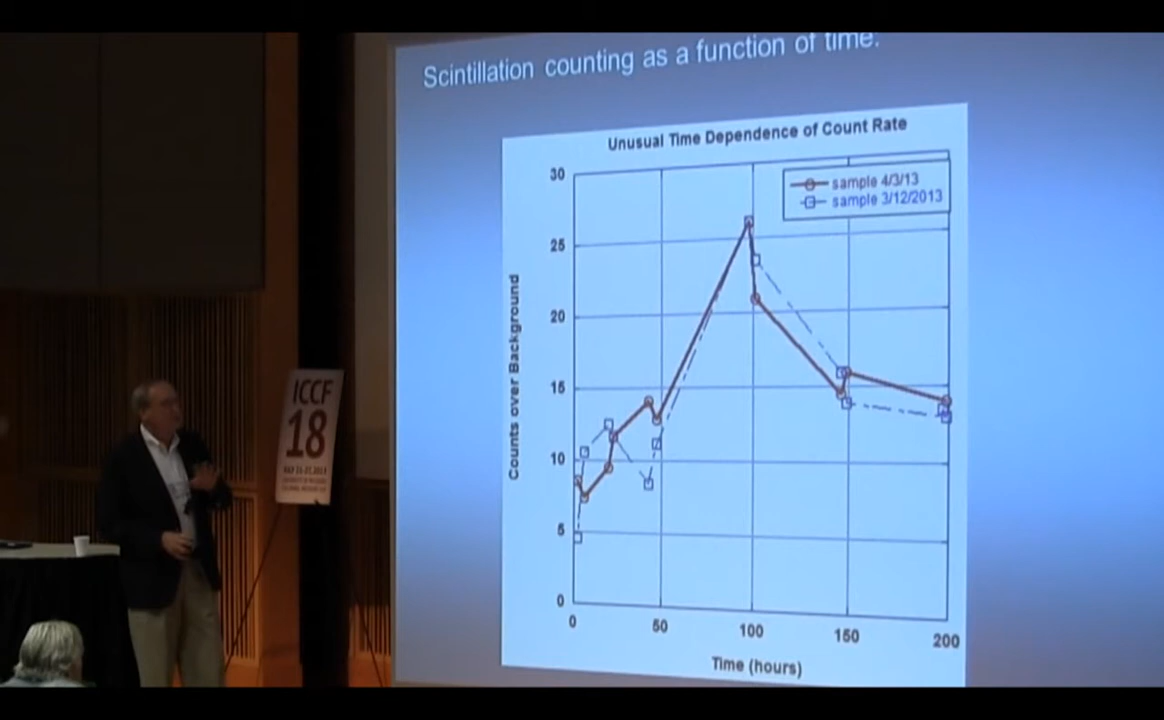 Scintillation counting as a function of time.
Unusual Time Dependence of Count Rate
sample 4/3/13
sample 3/12/2013
30
25
20
15
10
5
0
Counts over Background
0
50
100
150
200
Time (hours)
ICCF
18